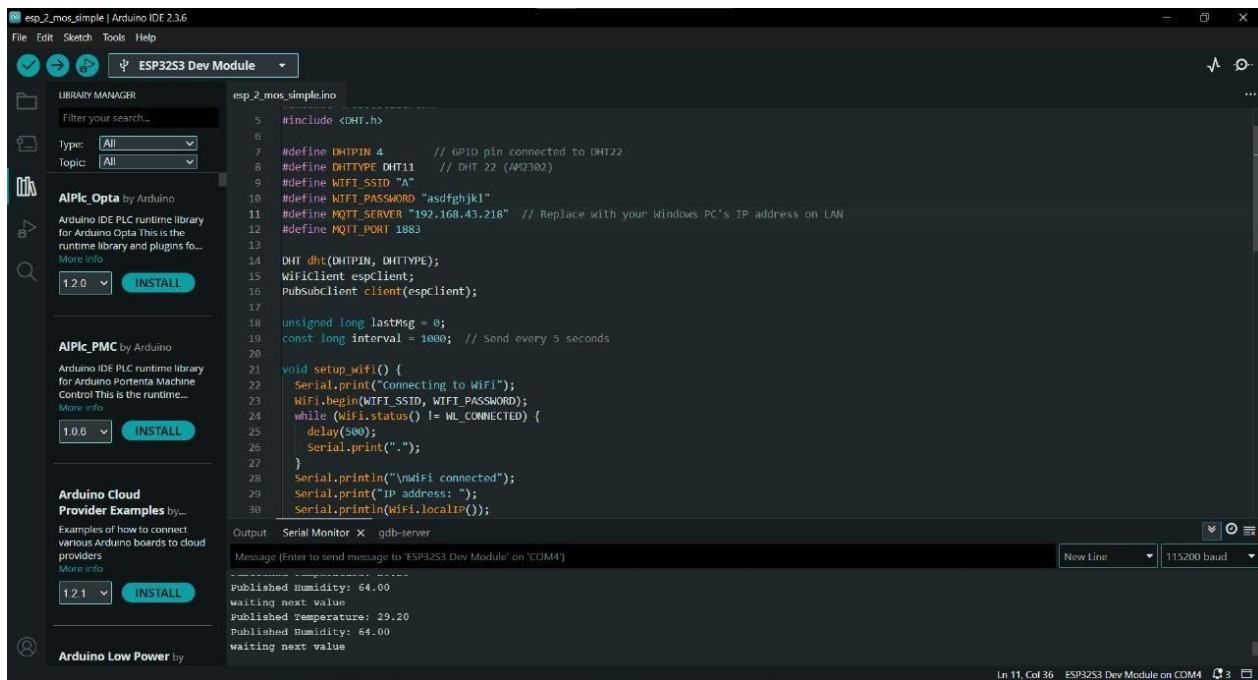 esp_2_mos_simple | Arduino IDE 2.3.6
File Edit Sketch Tools Help
ESP32S3 Dev Module
LIBRARY MANAGER
Filter your search...
Type: All
Topic: All
AIPlc_Opta by Arduino
Arduino IDE PLC runtime library
for Arduino Opta This is the
runtime library and plugins fo...
More info
1.2.0 INSTALL
AIPlc_PMC by Arduino
Arduino IDE PLC runtime library
for Arduino Portenta Machine
Control This is the runtime...
More info
1.0.6 INSTALL
Arduino Cloud
Provider Examples by...
Examples of how to connect
various Arduino boards to cloud
providers
More info
1.2.1 INSTALL
Arduino Low Power by
esp_2_mos_simple.ino
5 #include <DHT.h>
6
7 #define DHTPIN 4 // GPIO pin connected to DHT22
8 #define DHTTYPE DHT11 // DHT 22 (AM2302)
9 #define WIFI_SSID "A"
10 #define WIFI_PASSWORD "asdfghjkl"
11 #define MQTT_SERVER "192.168.43.218" // Replace with your Windows PC's IP address on LAN
12 #define MQTT_PORT 1883
13
14 DHT dht(DHTPIN, DHTTYPE);
15 WiFiClient espClient;
16 PubSubClient client(espClient);
17
18 unsigned long lastMsg = 0;
19 const long interval = 1000; // Send every 5 seconds
20
21 void setup_wifi() {
22 Serial.print("Connecting to WiFi");
23 WiFi.begin(WIFI_SSID, WIFI_PASSWORD);
24 while (WiFi.status() != WL_CONNECTED) {
25 delay(500);
26 Serial.print(".");
27 }
28 Serial.println("\nWiFi connected");
29 Serial.print("IP address: ");
30 Serial.println(WiFi.localIP());
Output Serial Monitor X gdb-server
Message (Enter to send message to 'ESP32S3 Dev Module' on 'COM4')
New Line 115200 baud
Published Humidity: 64.00
waiting next value
Published Temperature: 29.20
Published Humidity: 64.00
waiting next value
Ln 11, Col 36 ESP32S3 Dev Module on COM4 3